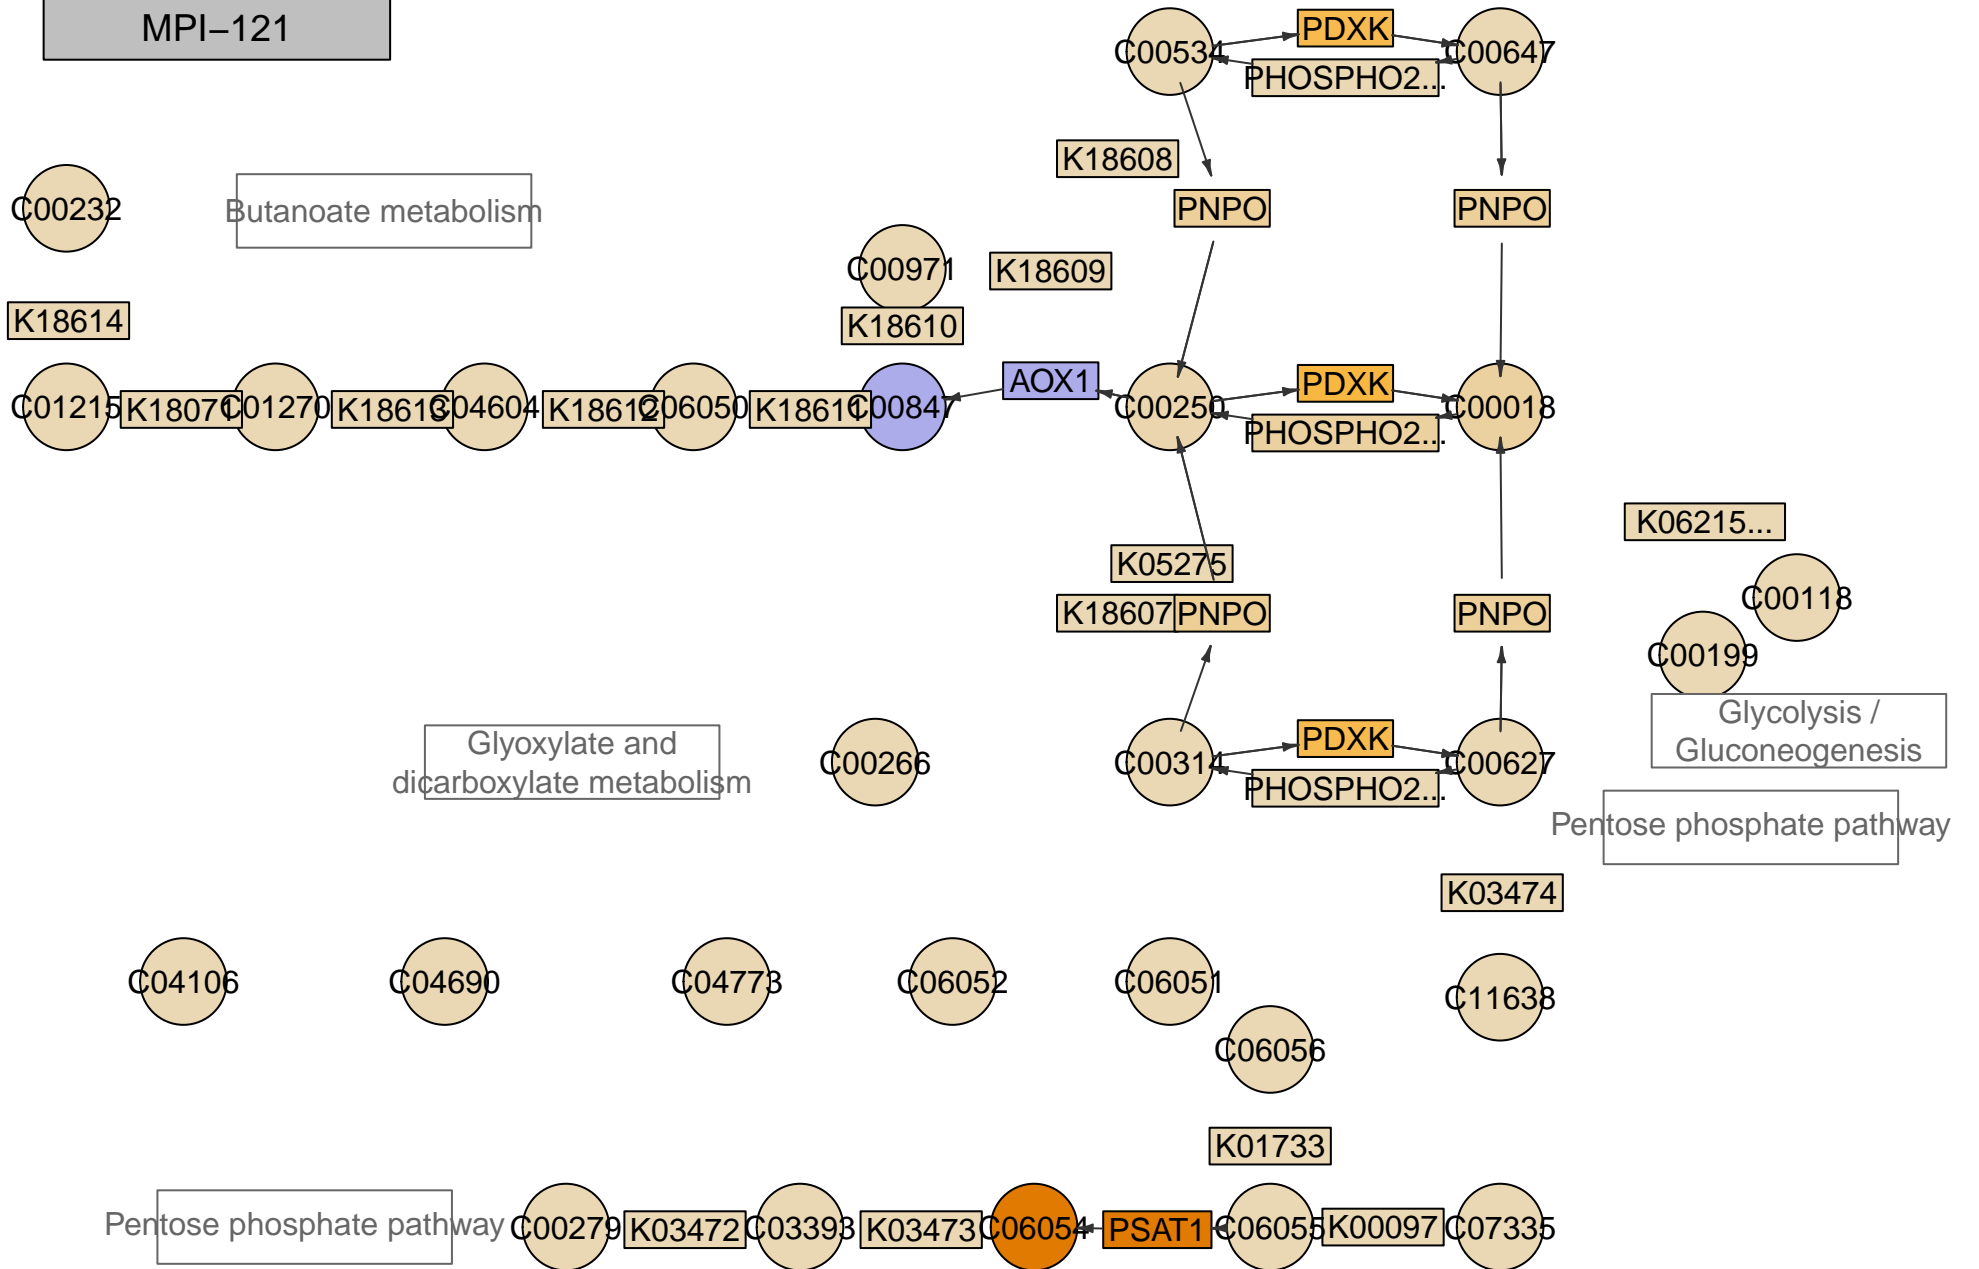 MPI–121
C00534
PDXK
C00647
PHOSPHO2...
K18608
C00232
Butanoate metabolism
PNPO
PNPO
C00971
K18609
K18614
K18610
C01215
K18071
C01270
K18613
C04604
K18612
C06050
K18611
C00847
AOX1
C00250
PDXK
C00018
PHOSPHO2...
K06215...
K05275
C00118
K18607
PNPO
PNPO
C00199
Glycolysis /
Gluconeogenesis
Glyoxylate and
dicarboxylate metabolism
C00266
C00314
PDXK
C00627
PHOSPHO2...
Pentose phosphate pathway
K03474
C04106
C04690
C04773
C06052
C06051
C11638
C06056
K01733
Pentose phosphate pathway
C00279
K03472
C03393
K03473
C06054
PSAT1
C06055
K00097
C07335